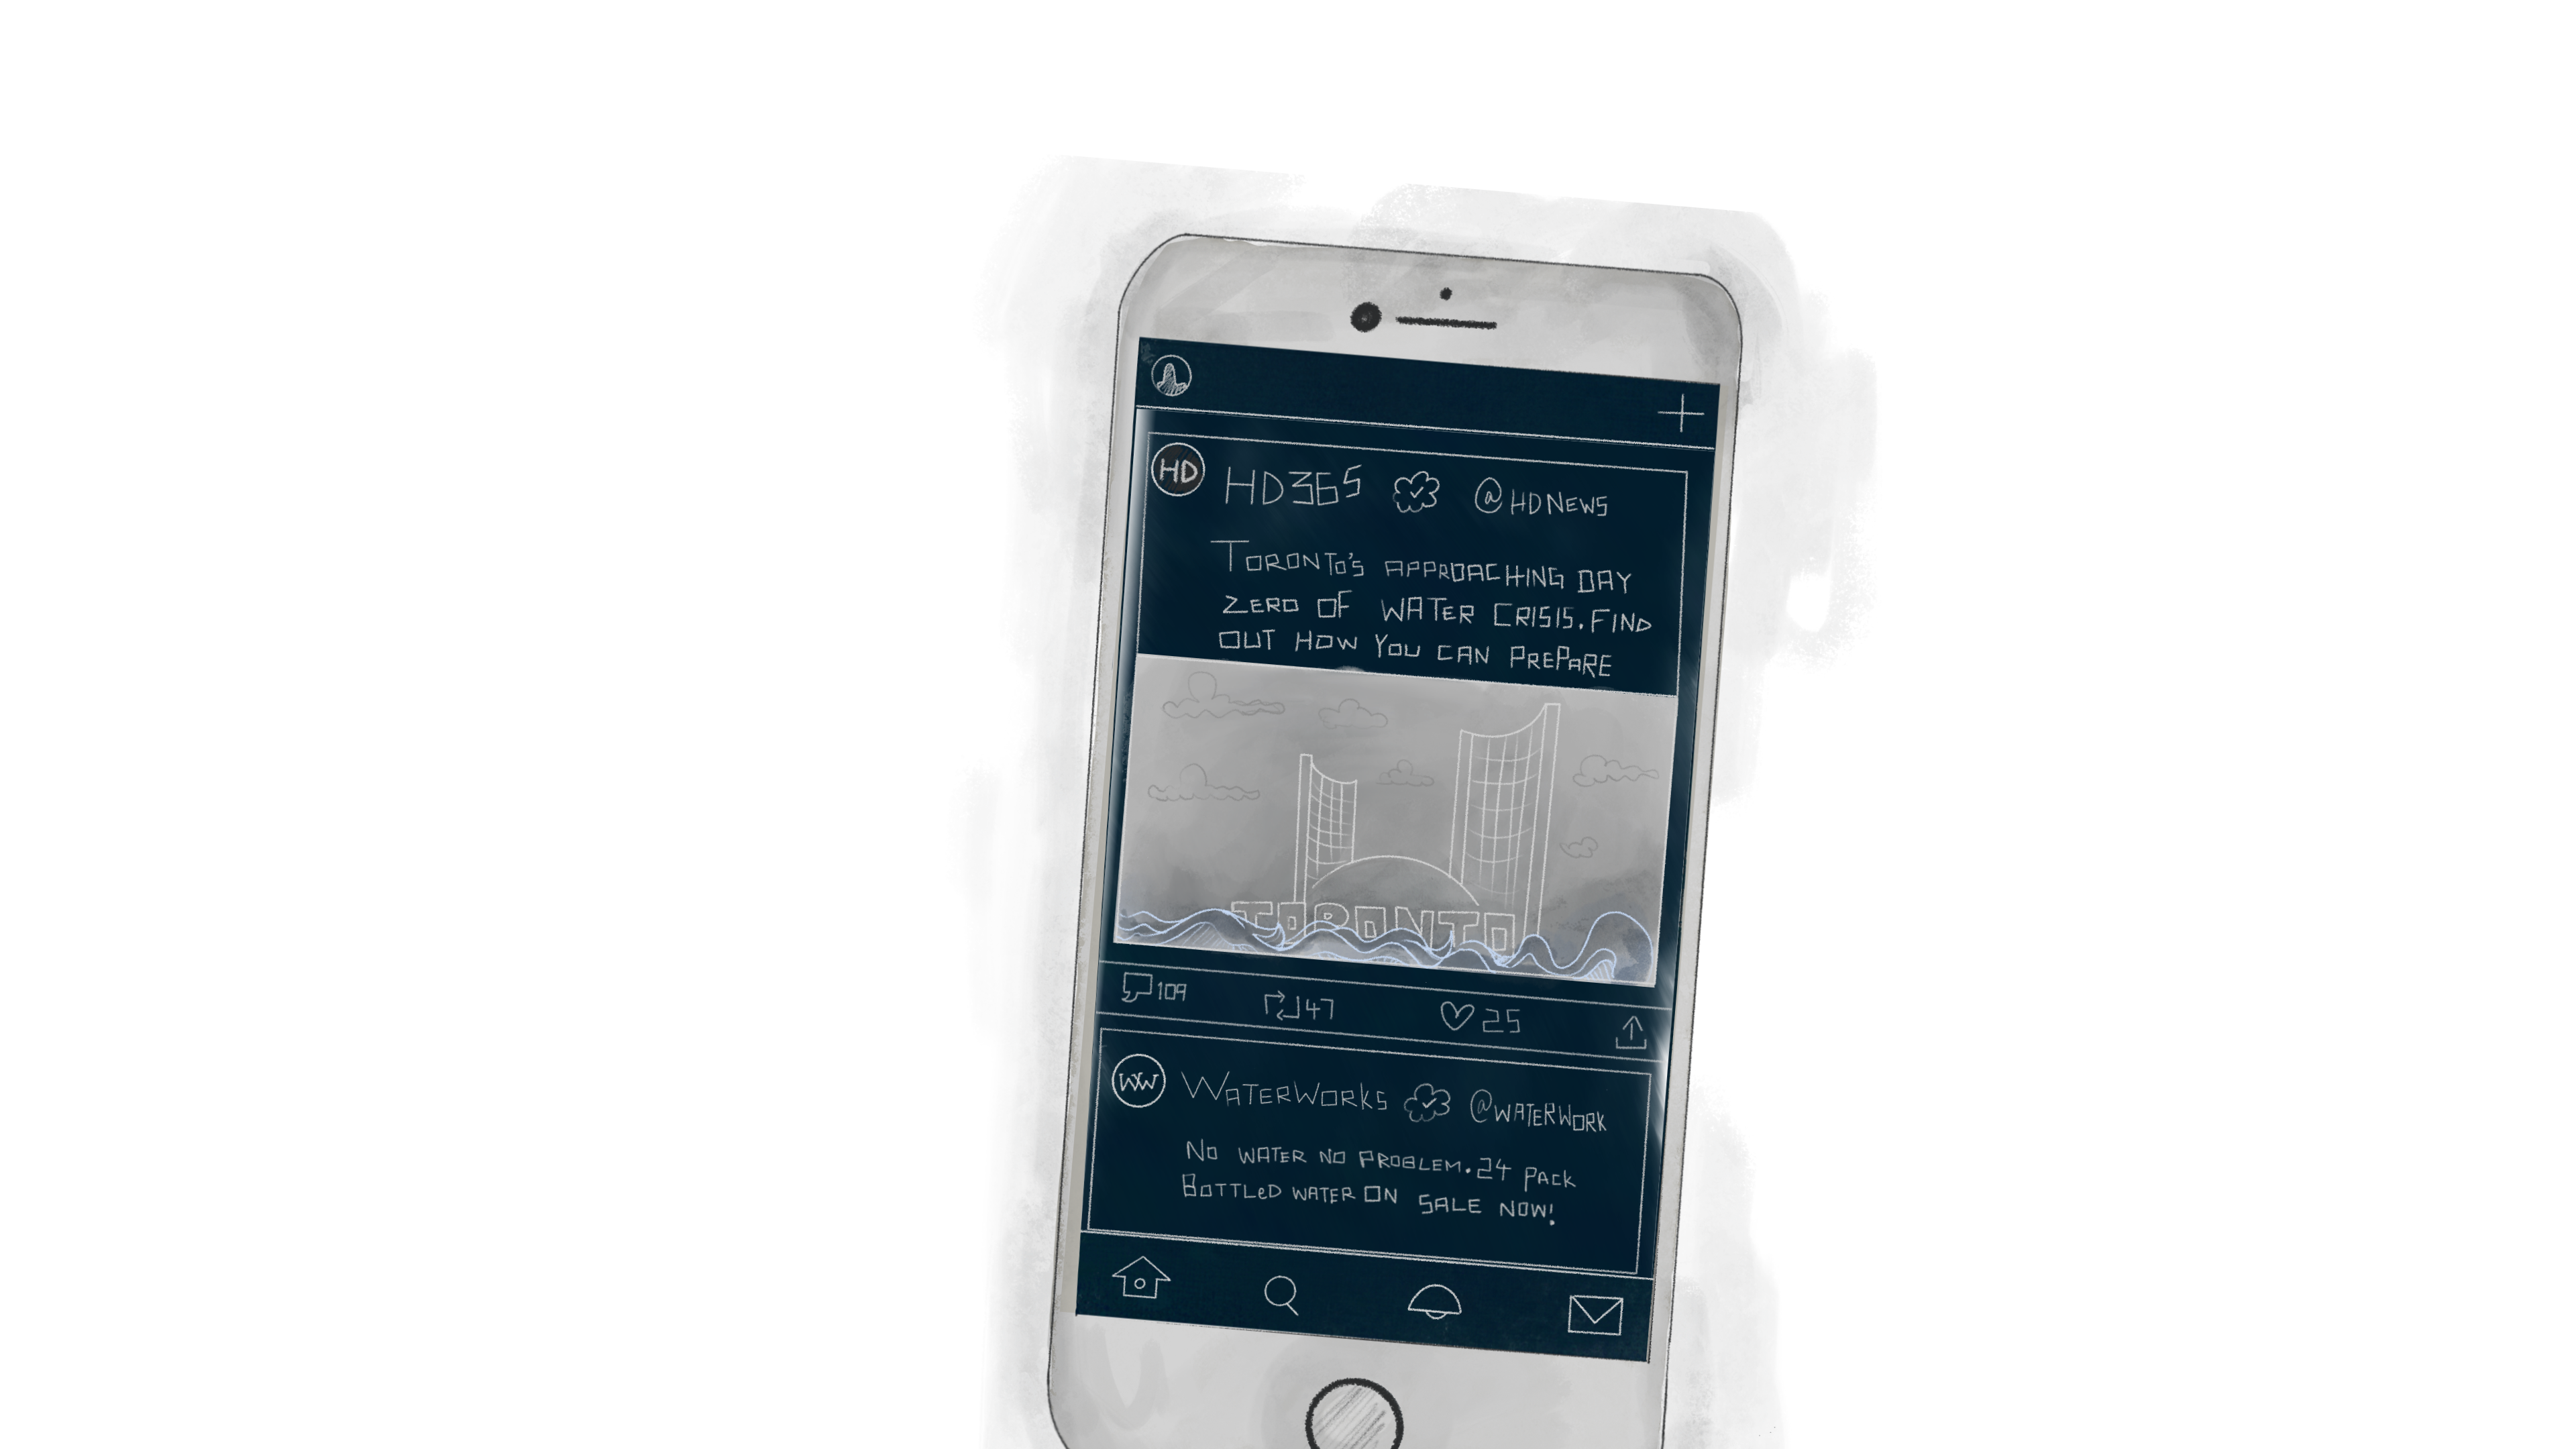 HD HD365 @HDNEWS
TORONTO'S APPROACHING DAY
ZERO OF WATER CRISIS. FIND
OUT HOW YOU CAN PREPARE
TORONTO
109 47 25
WW WATERWORKS @WATERWORK
NO WATER NO PROBLEM. 24 PACK
BOTTLED WATER ON SALE NOW!